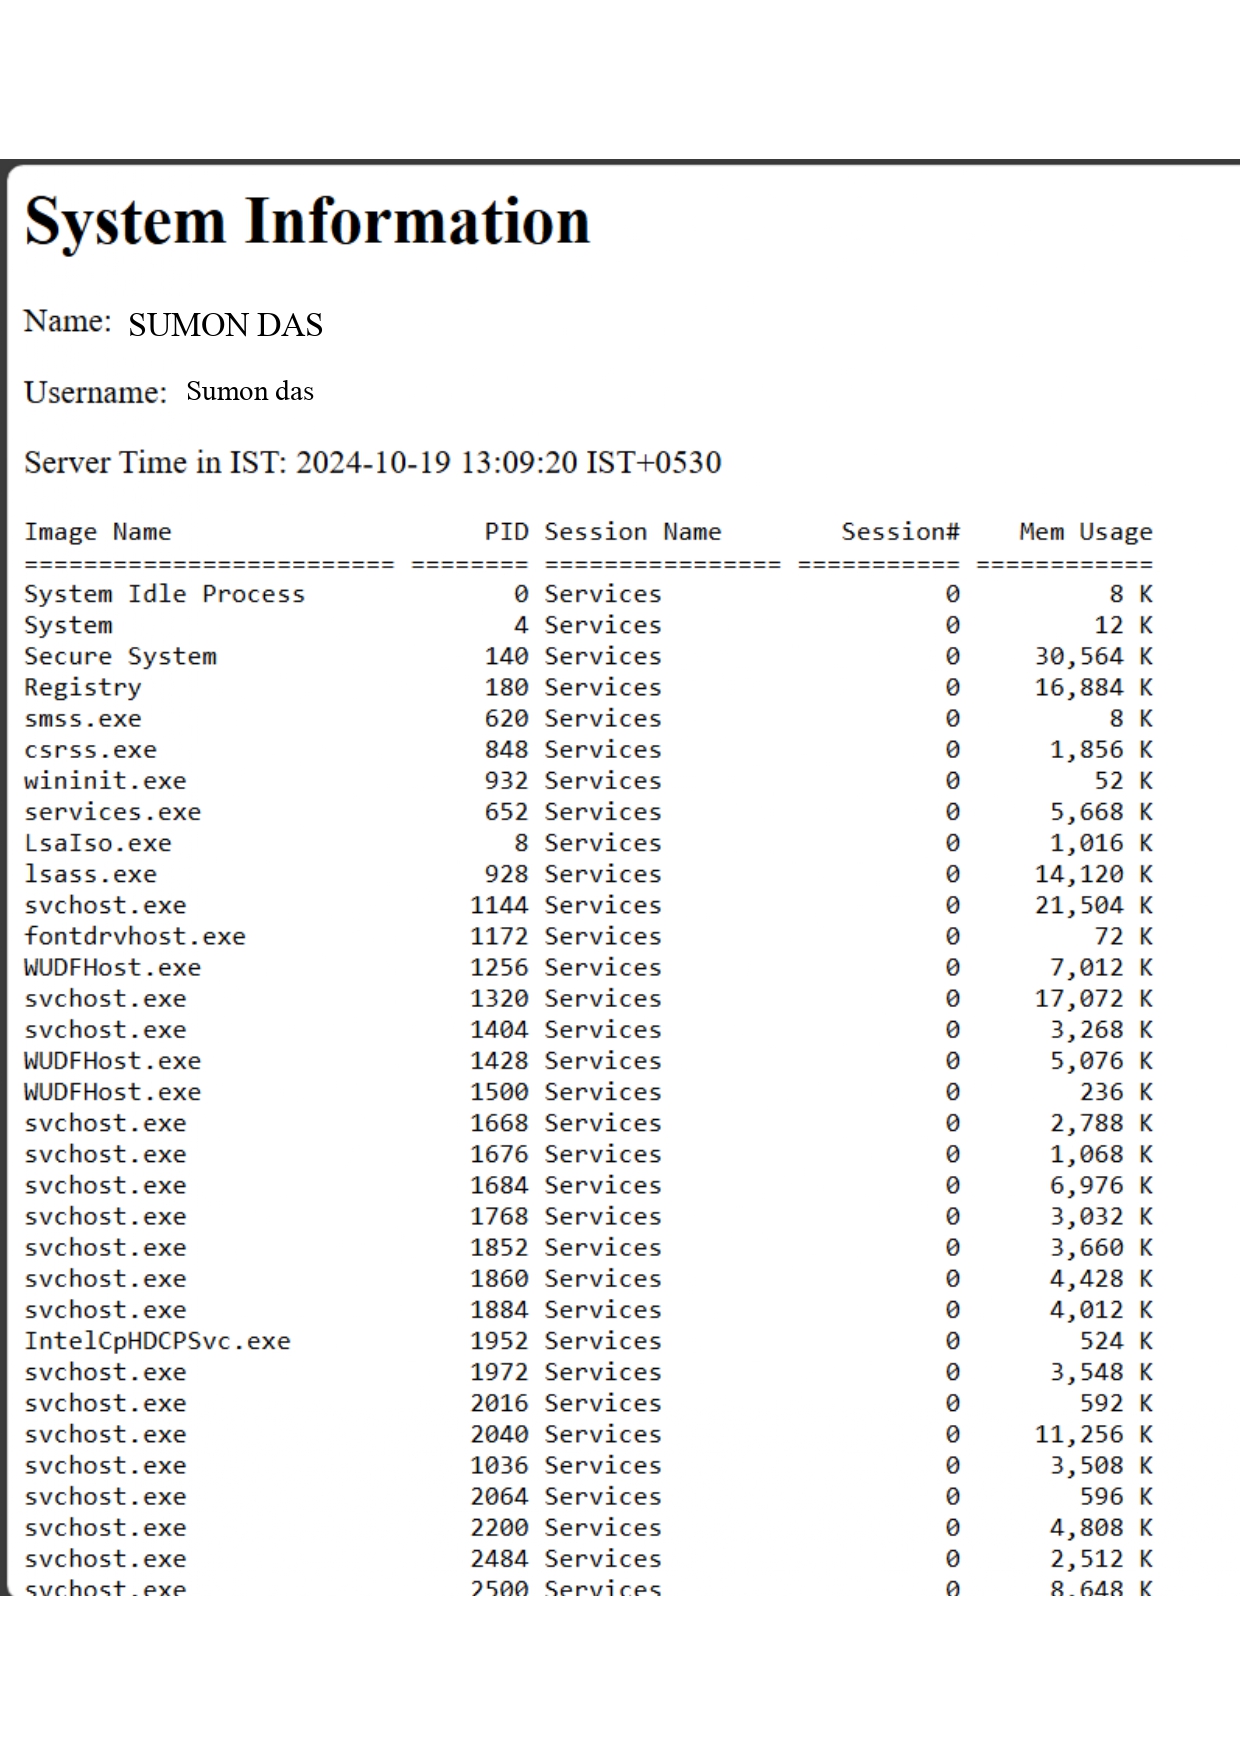 System Information
Name: SUMON DAS
Username: Sumon das
Server Time in IST: 2024-10-19 13:09:20 IST+0530
Image Name                     PID Session Name        Session#    Mem Usage
========================= ======== ================ =========== ============
System Idle Process              0 Services                   0          8 K
System                           4 Services                   0         12 K
Secure System                  140 Services                   0     30,564 K
Registry                       180 Services                   0     16,884 K
smss.exe                       620 Services                   0          8 K
csrss.exe                      848 Services                   0      1,856 K
wininit.exe                    932 Services                   0         52 K
services.exe                   652 Services                   0      5,668 K
LsaIso.exe                       8 Services                   0      1,016 K
lsass.exe                      928 Services                   0     14,120 K
svchost.exe                   1144 Services                   0     21,504 K
fontdrvhost.exe               1172 Services                   0         72 K
WUDFHost.exe                  1256 Services                   0      7,012 K
svchost.exe                   1320 Services                   0     17,072 K
svchost.exe                   1404 Services                   0      3,268 K
WUDFHost.exe                  1428 Services                   0      5,076 K
WUDFHost.exe                  1500 Services                   0        236 K
svchost.exe                   1668 Services                   0      2,788 K
svchost.exe                   1676 Services                   0      1,068 K
svchost.exe                   1684 Services                   0      6,976 K
svchost.exe                   1768 Services                   0      3,032 K
svchost.exe                   1852 Services                   0      3,660 K
svchost.exe                   1860 Services                   0      4,428 K
svchost.exe                   1884 Services                   0      4,012 K
IntelCpHDCPSvc.exe            1952 Services                   0        524 K
svchost.exe                   1972 Services                   0      3,548 K
svchost.exe                   2016 Services                   0        592 K
svchost.exe                   2040 Services                   0     11,256 K
svchost.exe                   1036 Services                   0      3,508 K
svchost.exe                   2064 Services                   0        596 K
svchost.exe                   2200 Services                   0      4,808 K
svchost.exe                   2484 Services                   0      2,512 K
svchost.exe                   2500 Services                   0      8,648 K